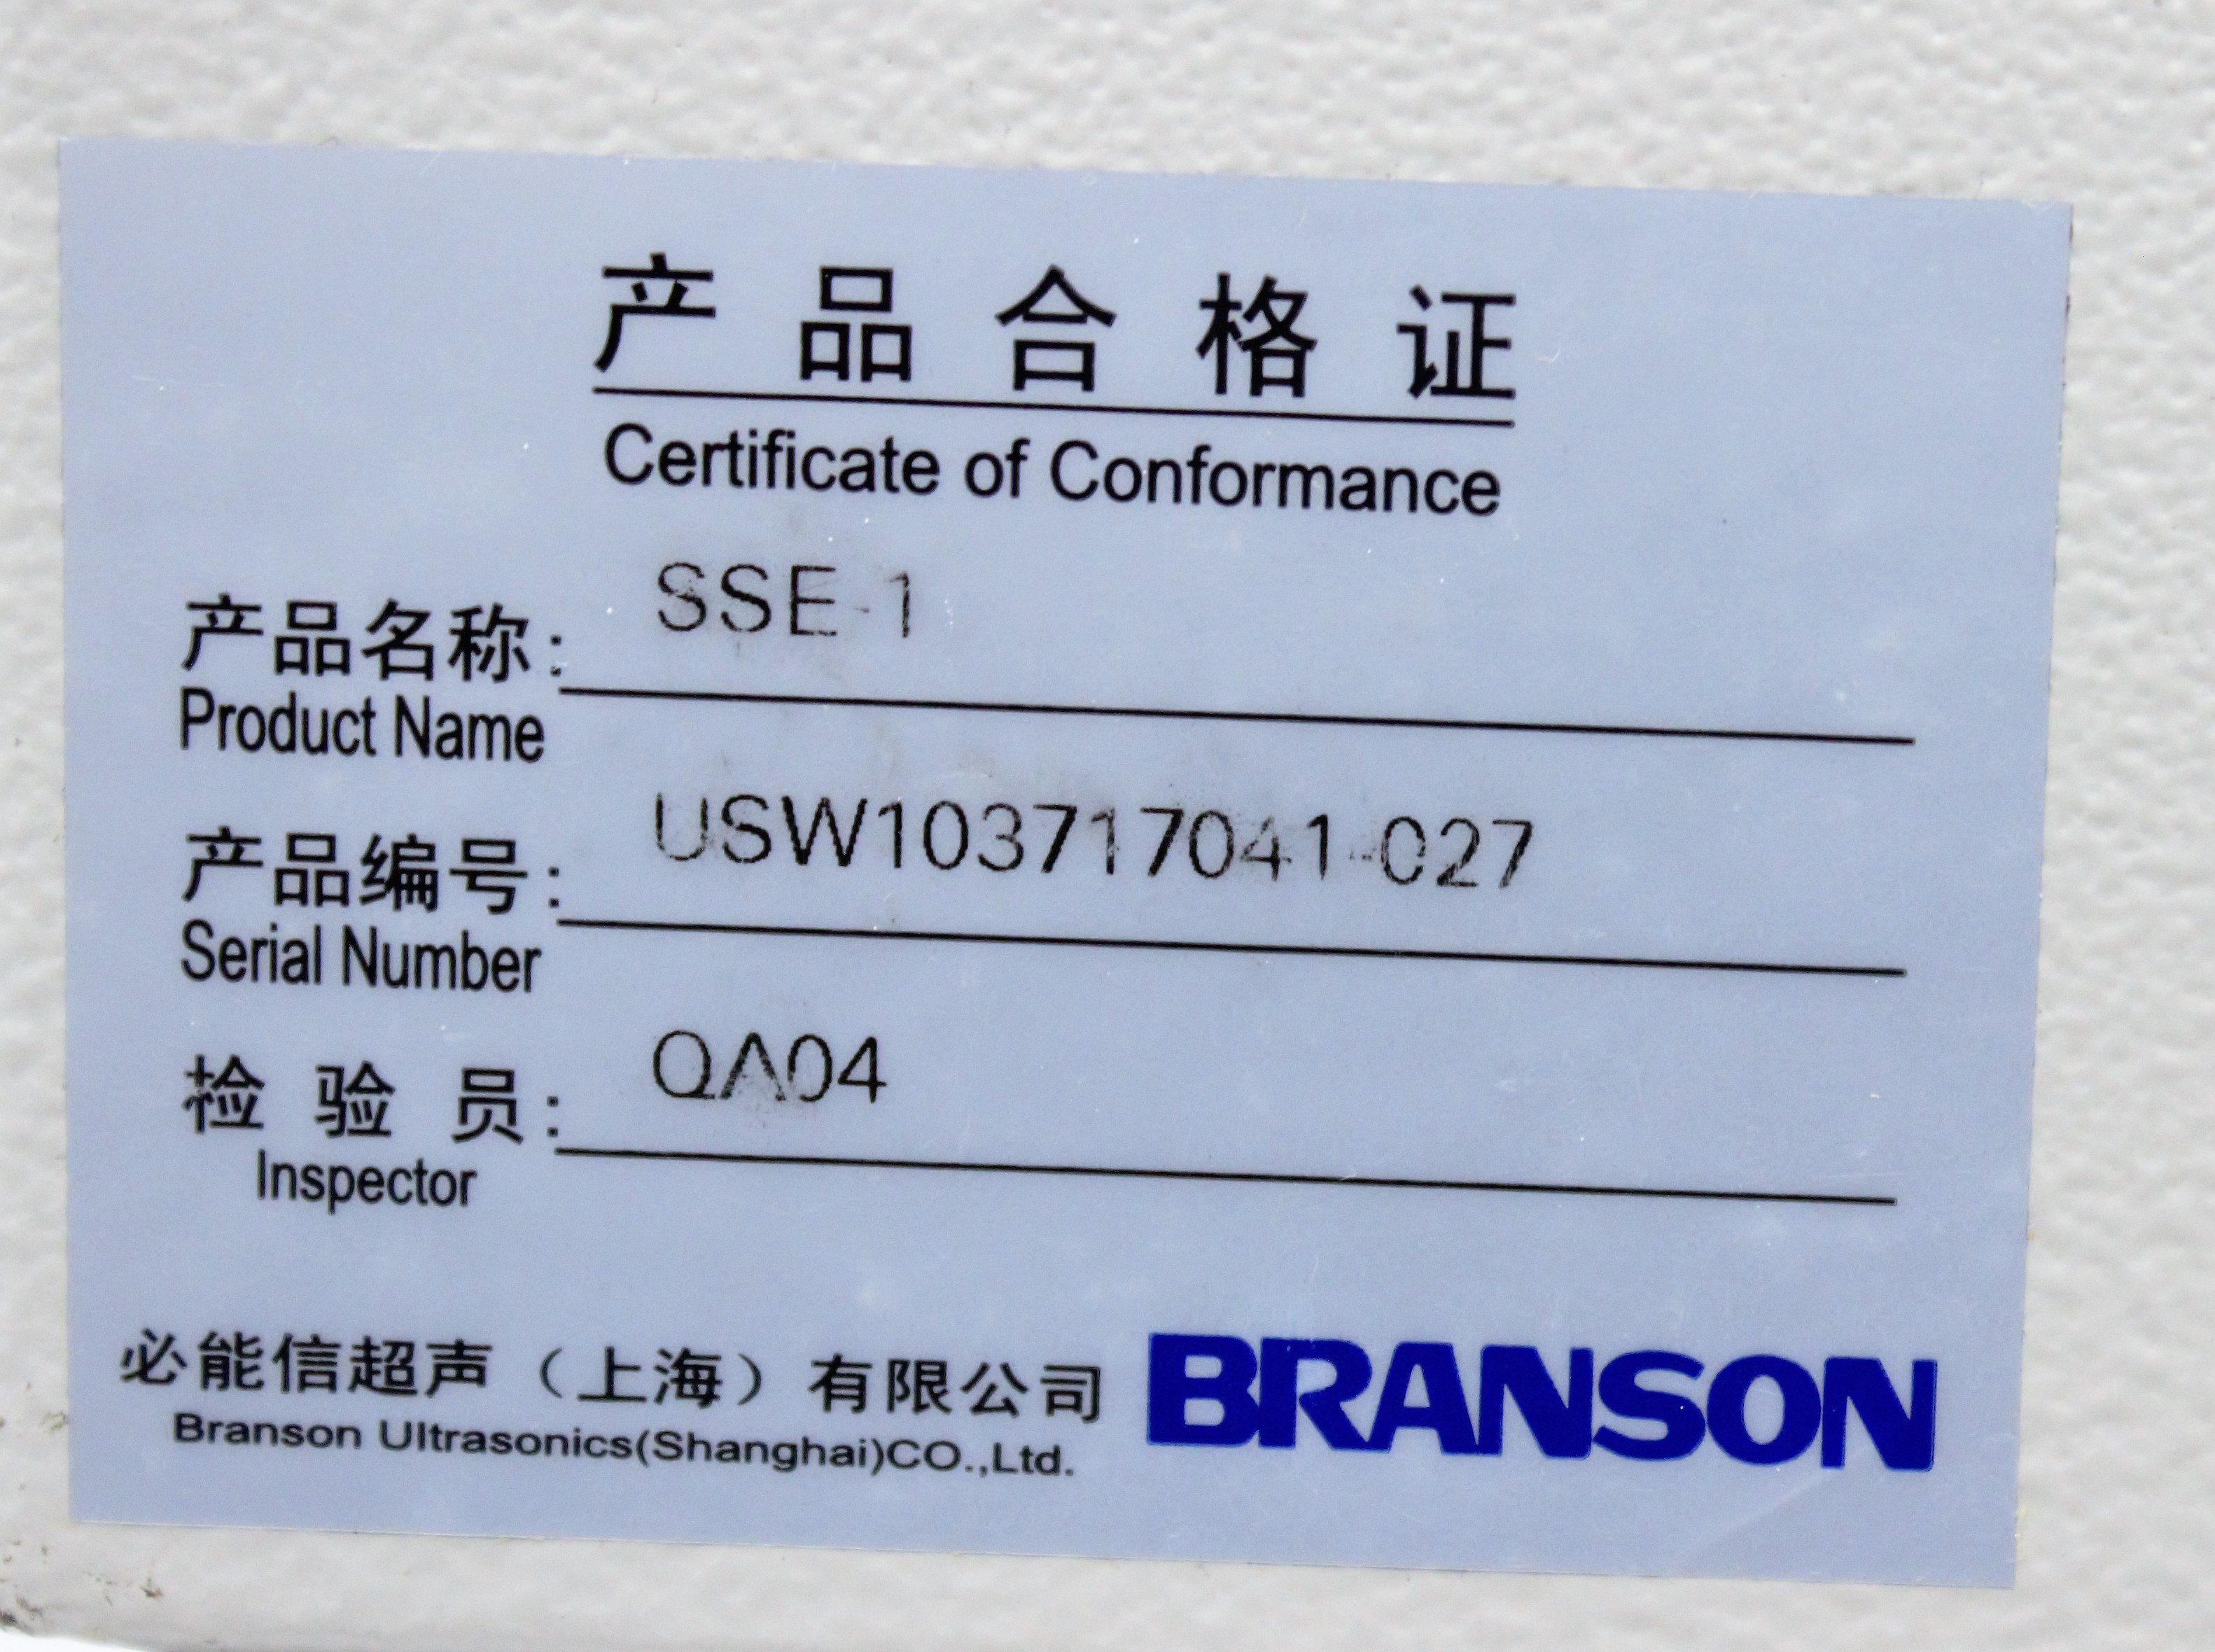 产品合格证
Certificate of Conformance
产品名称: SSE-1
Product Name
产品编号: USW103717041-027
Serial Number
检验员: QA04
Inspector
必能信超声（上海）有限公司
Branson Ultrasonics(Shanghai)CO.,Ltd.
BRANSON